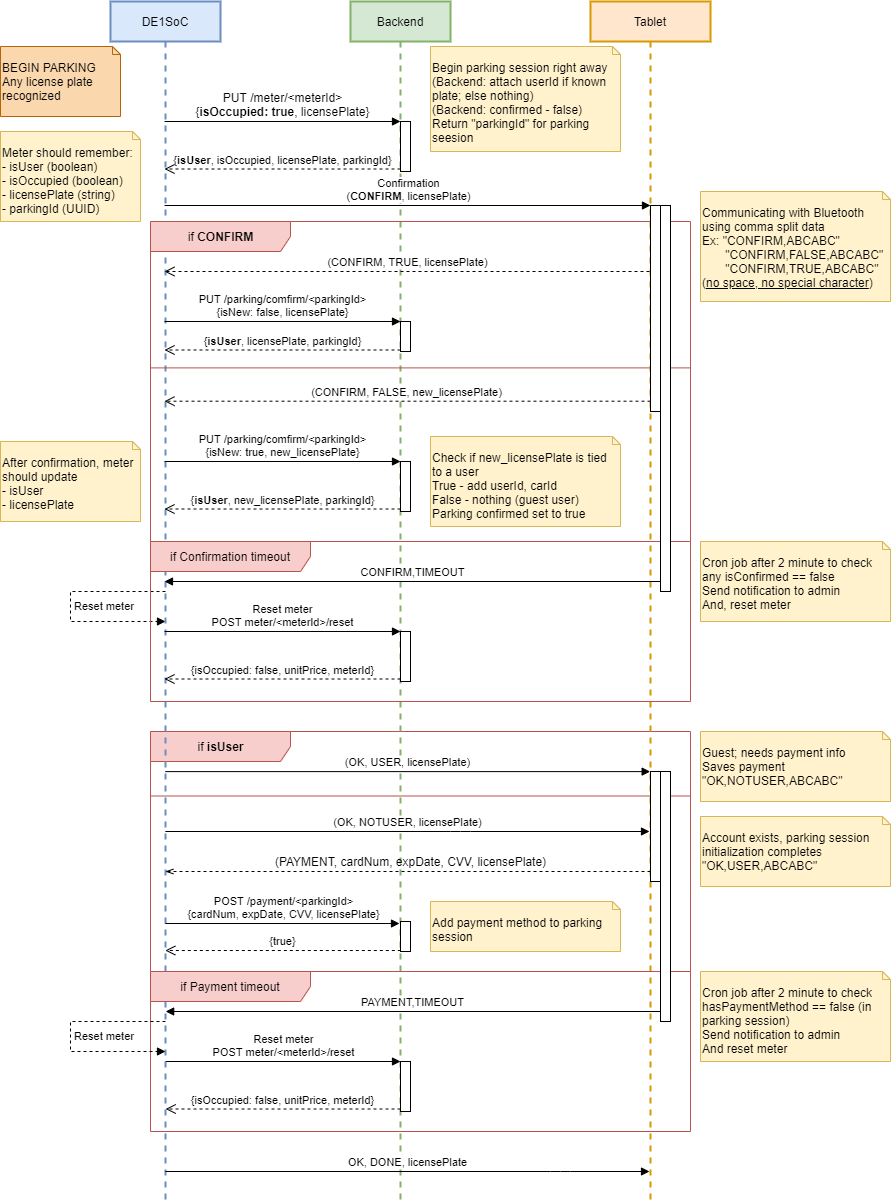 DE1SoC
Backend
Tablet
BEGIN PARKING
Any license plate
recognized
Begin parking session right away
(Backend: attach userId if known
plate; else nothing)
(Backend: confirmed - false)
Return "parkingId" for parking
seesion
PUT /meter/<meterId>
{isOccupied: true, licensePlate}
Meter should remember:
- isUser (boolean)
- isOccupied (boolean)
- licensePlate (string)
- parkingId (UUID)
{isUser, isOccupied, licensePlate, parkingId}
Confirmation
(CONFIRM, licensePlate)
Communicating with Bluetooth
using comma split data
Ex: "CONFIRM,ABCABC"
"CONFIRM,FALSE,ABCABC"
"CONFIRM,TRUE,ABCABC"
(no space, no special character)
if CONFIRM
(CONFIRM, TRUE, licensePlate)
PUT /parking/comfirm/<parkingId>
{isNew: false, licensePlate}
{isUser, licensePlate, parkingId}
(CONFIRM, FALSE, new_licensePlate)
PUT /parking/comfirm/<parkingId>
{isNew: true, new_licensePlate}
After confirmation, meter
should update
- isUser
- licensePlate
Check if new_licensePlate is tied
to a user
True - add userId, carId
False - nothing (guest user)
Parking confirmed set to true
{isUser, new_licensePlate, parkingId}
if Confirmation timeout
CONFIRM,TIMEOUT
Cron job after 2 minute to check
any isConfirmed == false
Send notification to admin
And, reset meter
Reset meter
Reset meter
POST meter/<meterId>/reset
{isOccupied: false, unitPrice, meterId}
if isUser
(OK, USER, licensePlate)
Guest; needs payment info
Saves payment
"OK,NOTUSER,ABCABC"
(OK, NOTUSER, licensePlate)
Account exists, parking session
initialization completes
"OK,USER,ABCABC"
(PAYMENT, cardNum, expDate, CVV, licensePlate)
POST /payment/<parkingId>
{cardNum, expDate, CVV, licensePlate}
Add payment method to parking
session
{true}
if Payment timeout
PAYMENT,TIMEOUT
Cron job after 2 minute to check
hasPaymentMethod == false (in
parking session)
Send notification to admin
And reset meter
Reset meter
Reset meter
POST meter/<meterId>/reset
{isOccupied: false, unitPrice, meterId}
OK, DONE, licensePlate